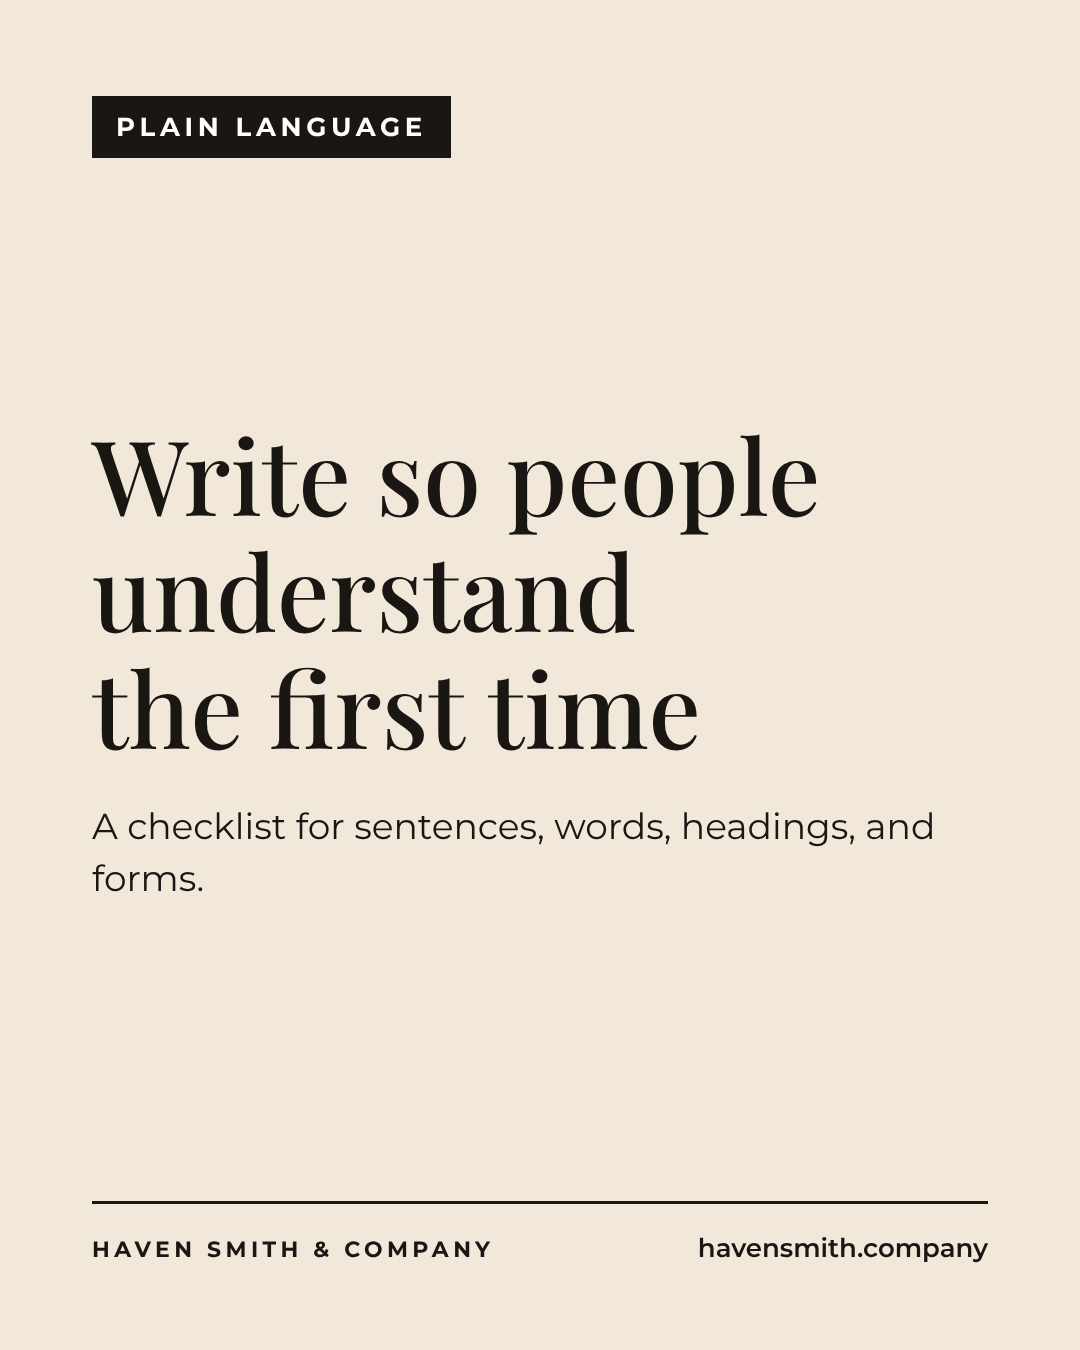 PLAIN LANGUAGE
Write so people
understand
the first time
A checklist for sentences, words, headings, and
forms.
HAVEN SMITH & COMPANY
havensmith.company